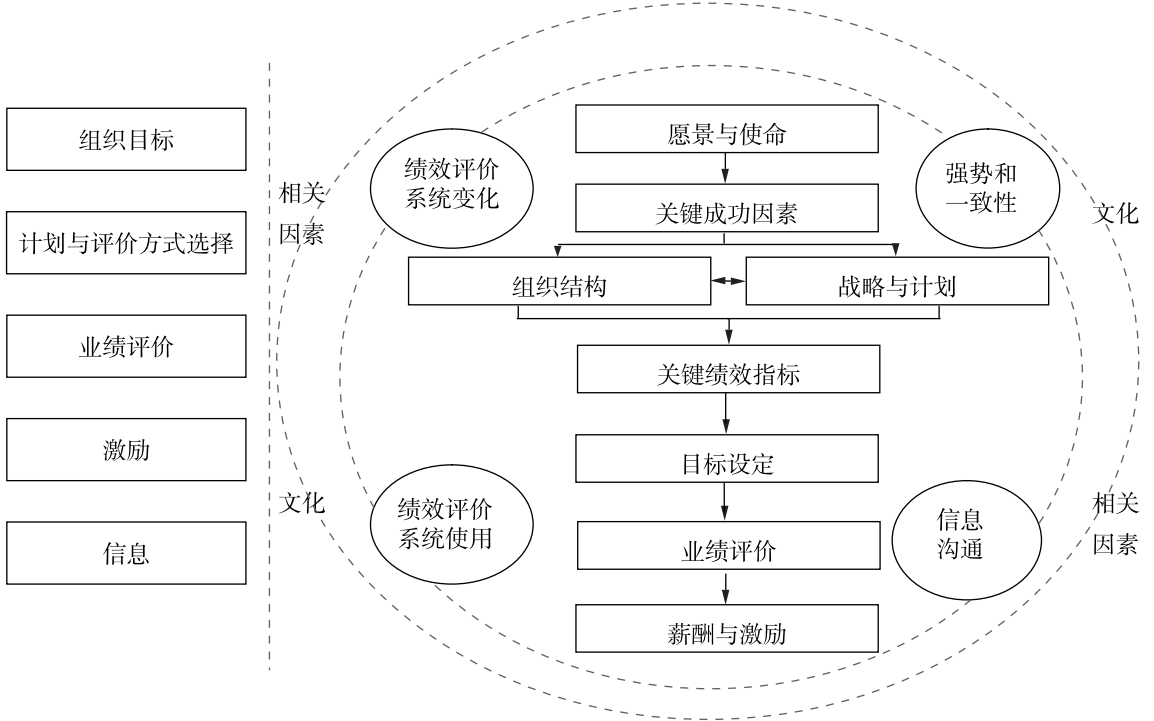 组织目标
计划与评价方式选择
业绩评价
激励
信息
相关
因素
文化
绩效评价
系统变化
强势和
一致性
文化
愿景与使命
关键成功因素
组织结构
战略与计划
关键绩效指标
目标设定
业绩评价
薪酬与激励
绩效评价
系统使用
信息
沟通
相关
因素